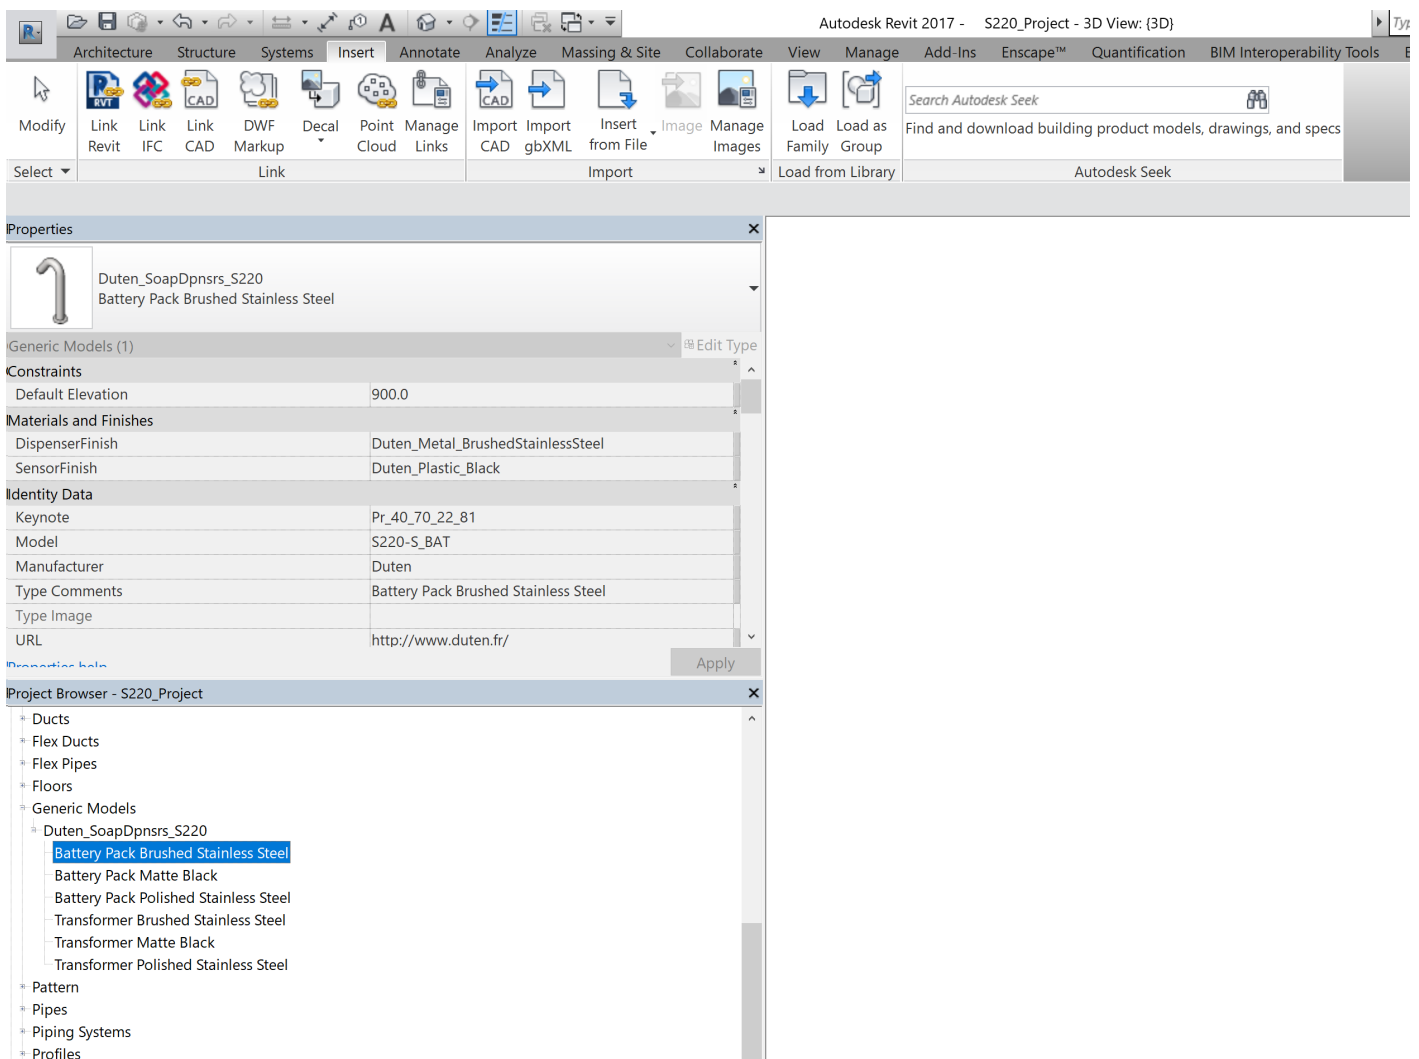 Autodesk Revit 2017 - S220_Project - 3D View: {3D}
Architecture Structure Systems Insert Annotate Analyze Massing & Site Collaborate View Manage Add-Ins Enscape™ Quantification BIM Interoperability Tools
Modify
Link Revit
Link IFC
Link CAD
DWF Markup
Decal
Point Cloud
Manage Links
Import CAD
Import gbXML
Insert from File
Image
Manage Images
Load Family
Load as Group
Search Autodesk Seek
Find and download building product models, drawings, and specs
Select Link Import Load from Library Autodesk Seek
Properties
Duten_SoapDpnsrs_S220
Battery Pack Brushed Stainless Steel
Generic Models (1) Edit Type
Constraints
Default Elevation 900.0
Materials and Finishes
DispenserFinish Duten_Metal_BrushedStainlessSteel
SensorFinish Duten_Plastic_Black
Identity Data
Keynote Pr_40_70_22_81
Model S220-S_BAT
Manufacturer Duten
Type Comments Battery Pack Brushed Stainless Steel
Type Image
URL http://www.duten.fr/
Properties help Apply
Project Browser - S220_Project
Ducts
Flex Ducts
Flex Pipes
Floors
Generic Models
Duten_SoapDpnsrs_S220
Battery Pack Brushed Stainless Steel
Battery Pack Matte Black
Battery Pack Polished Stainless Steel
Transformer Brushed Stainless Steel
Transformer Matte Black
Transformer Polished Stainless Steel
Pattern
Pipes
Piping Systems
Profiles